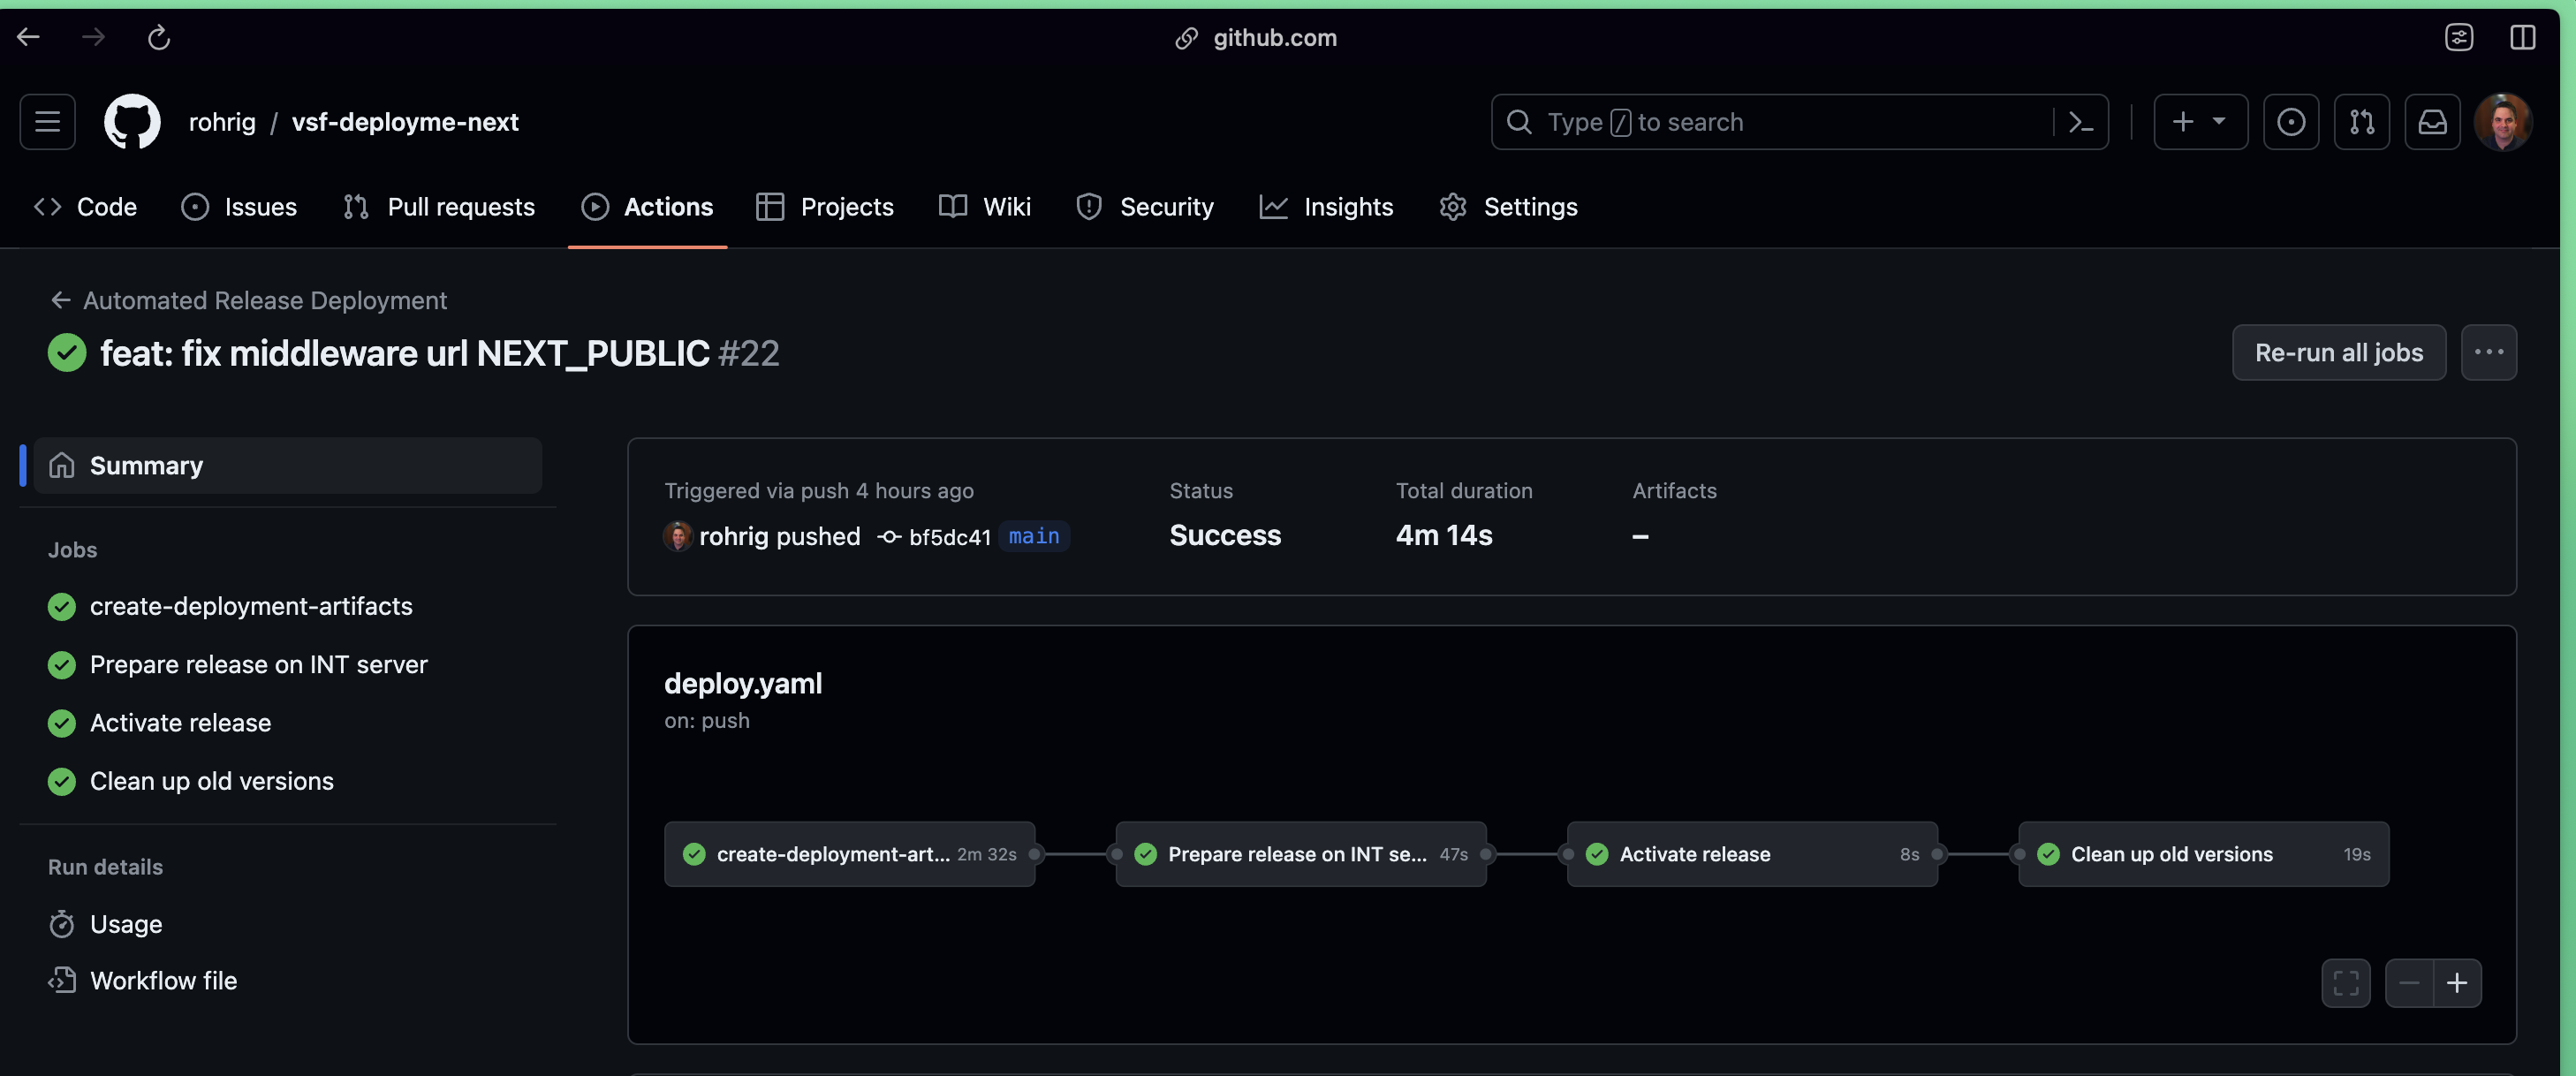 github.com
rohrig / vsf-deployme-next
Type / to search
Code Issues Pull requests Actions Projects Wiki Security Insights Settings
Automated Release Deployment
feat: fix middleware url NEXT_PUBLIC #22
Re-run all jobs
Summary
Jobs
create-deployment-artifacts
Prepare release on INT server
Activate release
Clean up old versions
Run details
Usage
Workflow file
Triggered via push 4 hours ago
rohrig pushed bf5dc41 main
Status
Success
Total duration
4m 14s
Artifacts
–
deploy.yaml
on: push
create-deployment-art... 2m 32s
Prepare release on INT se... 47s
Activate release 8s
Clean up old versions 19s